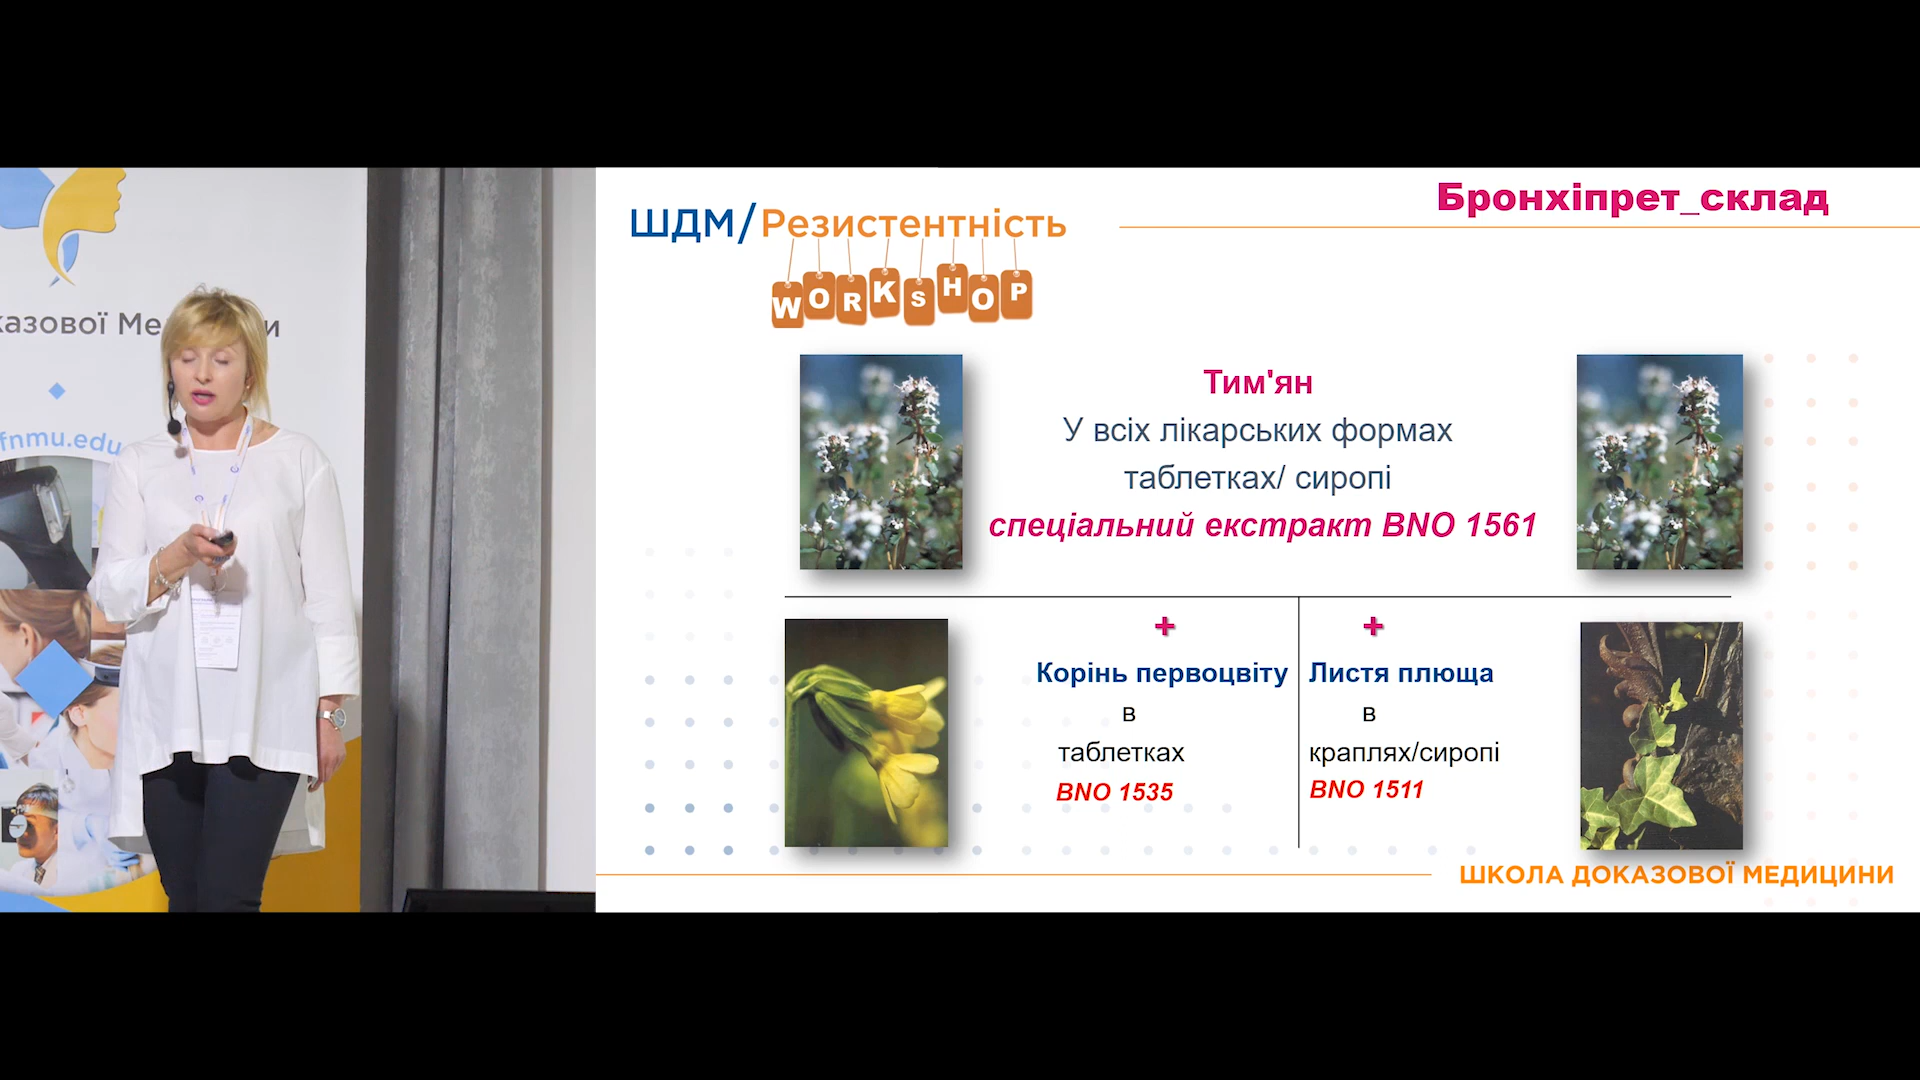 казової Ме
и
fnmu.edu
ШДМ/Резистентність
WORKSHOP
Бронхіпрет_склад
Тим'ян
У всіх лікарських формах
таблетках/ сиропі
спеціальний екстракт BNO 1561
+
Корінь первоцвіту
в
таблетках
BNO 1535
+
Листя плюща
в
краплях/сиропі
BNO 1511
ШКОЛА ДОКАЗОВОЇ МЕДИЦИНИ